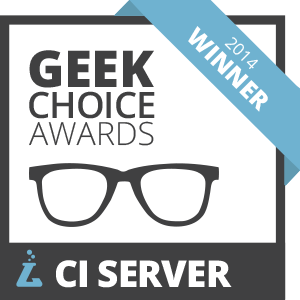 GEEK
CHOICE
AWARDS
2014
WINNER
CI SERVER